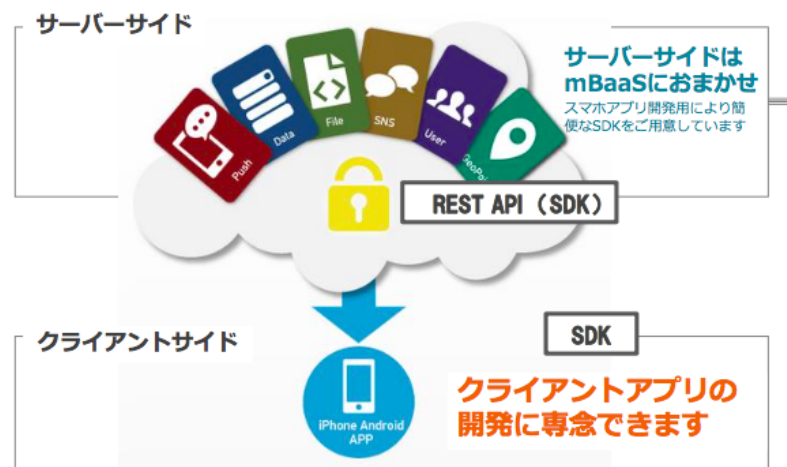 サーバーサイド
サーバーサイドは
mBaaSにおまかせ
スマホアプリ開発用により簡
便なSDKをご用意しています
Push
Data
File
SNS
User
GeoPoi
REST API（SDK）
クライアントサイド
SDK
クライアントアプリの
開発に専念できます
iPhone Android
APP